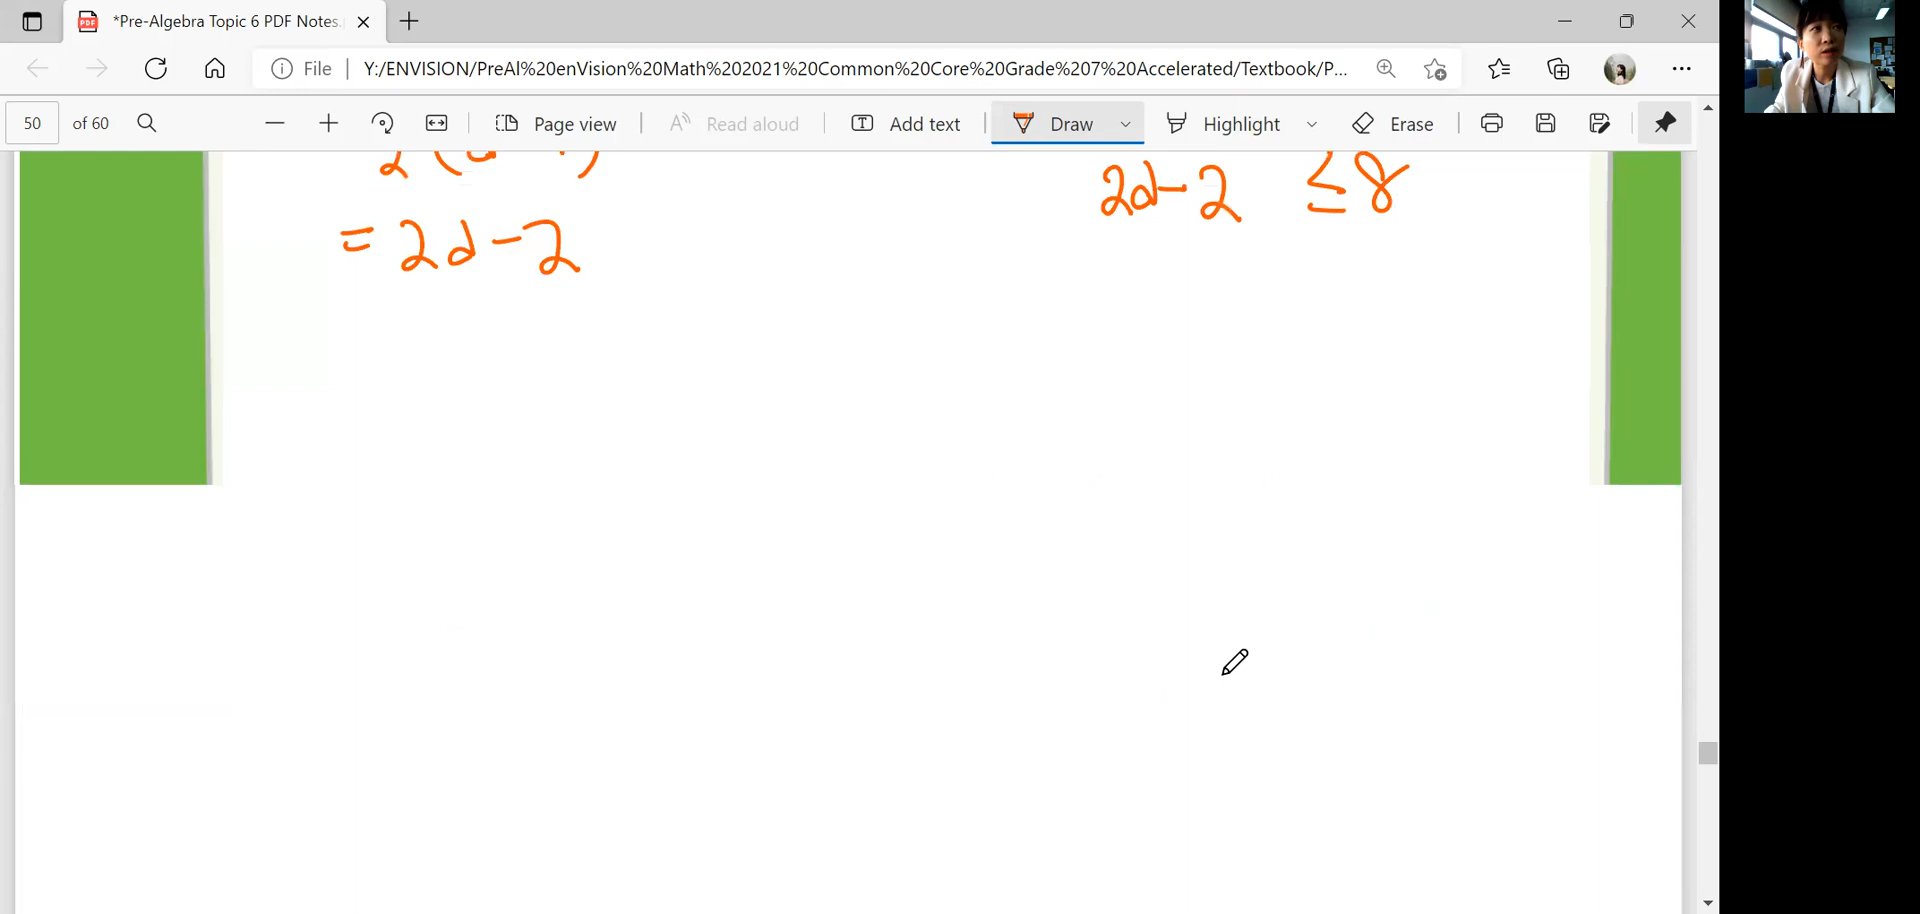 *Pre-Algebra Topic 6 PDF Notes.
File
Y:/ENVISION/PreAl%20enVision%20Math%202021%20Common%20Core%20Grade%207%20Accelerated/Textbook/P...
50 of 60
Page view
Read aloud
Add text
Draw
Highlight
Erase
2d-2 ≤8
= 2d-2